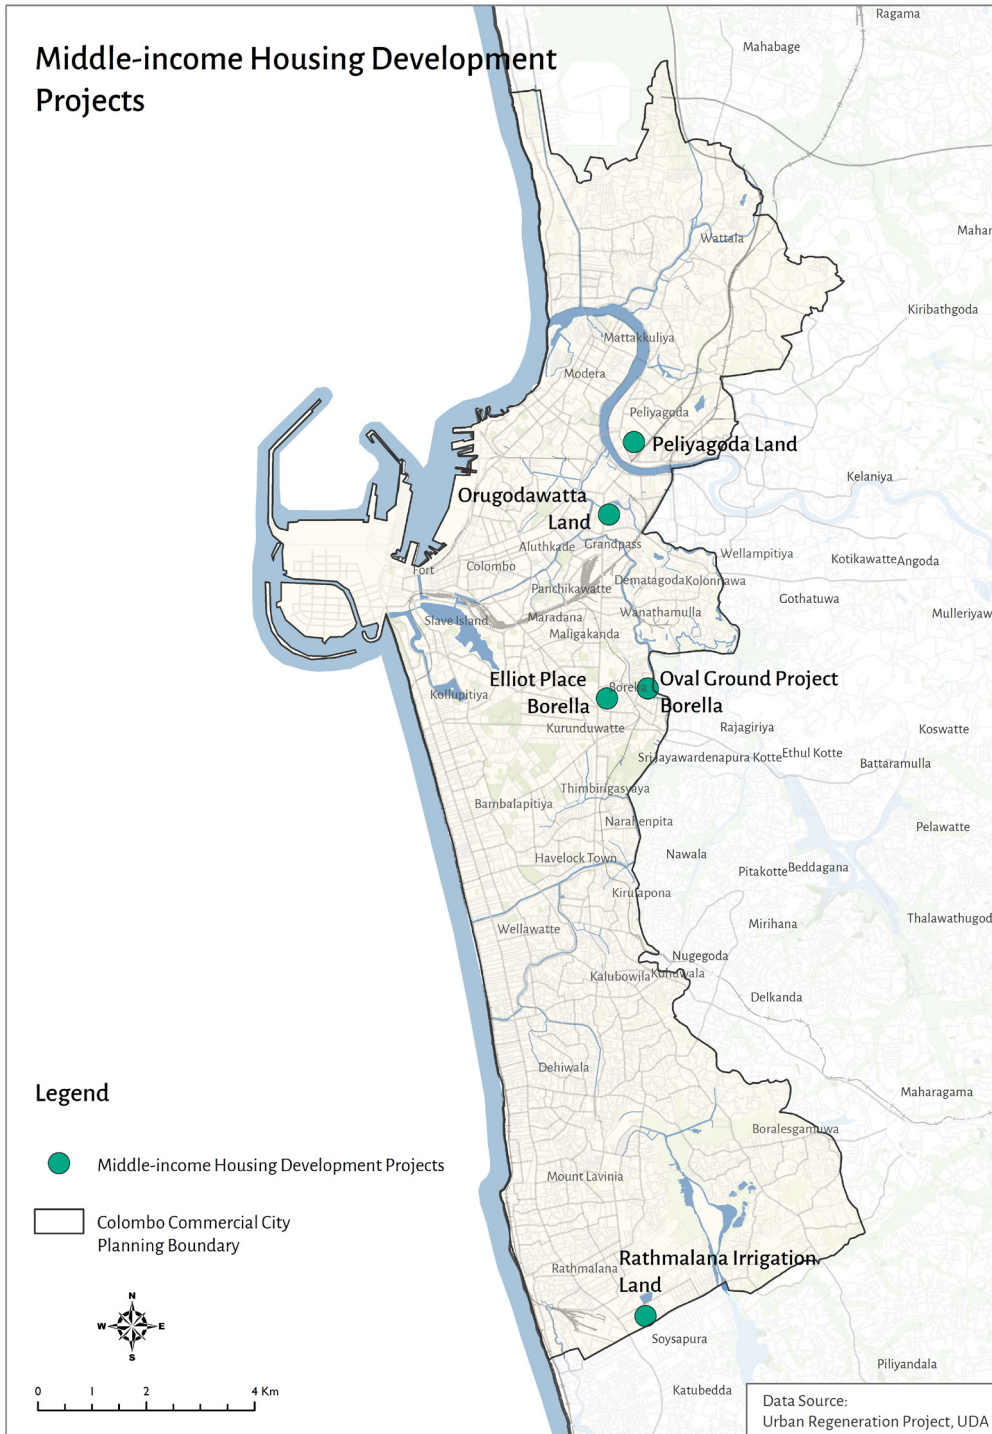 Middle-income Housing Development
Projects
Ragama
Mahabage
Mahar
Wattala
Kiribathgoda
Mattakkuliya
Modera
Peliyagoda
Peliyagoda Land
Kelaniya
Orugodawatta
Land
Aluthkade
Grandpass
Wellampitiya
Kotikawatte
Angoda
Fort
Colombo
Panchikawatte
Dematagoda
Kolonnawa
Gothatuwa
Mulleriyaw
Slave Island
Maradana
Wanathamulla
Maligakanda
Elliot Place
Borella
Borella
Oval Ground Project
Borella
Kollupitiya
Kurunduwatte
Rajagiriya
Koswatte
Sri Jayawardenapura Kotte
Ethul Kotte
Battaramulla
Thimbirigasyaya
Bambalapitiya
Narahenpita
Pelawatte
Havelock Town
Nawala
Pitakotte
Beddagana
Kirulapona
Thalawathugod
Mirihana
Wellawatte
Nugegoda
Kalubowila
Kohuwala
Delkanda
Dehiwala
Maharagama
Boralesgamuwa
Mount Lavinia
Rathmalana
Rathmalana Irrigation
Land
Soysapura
Piliyandala
Katubedda
Legend
Middle-income Housing Development Projects
Colombo Commercial City
Planning Boundary
N
W
E
S
0 1 2 4 Km
Data Source:
Urban Regeneration Project, UDA